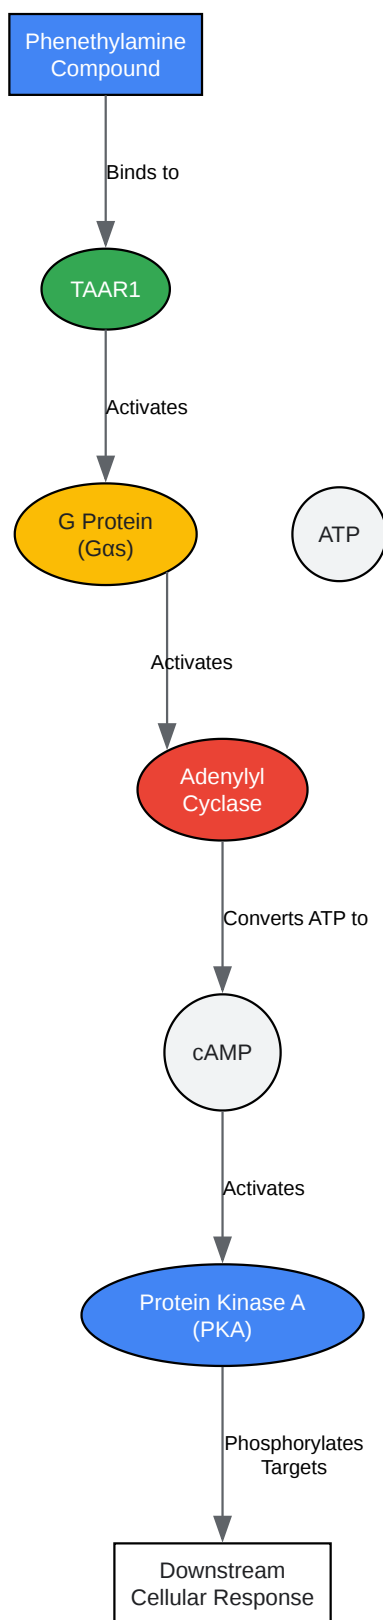 Phenethylamine
Compound
Binds to
TAAR1
Activates
G Protein
(Gαs)
ATP
Activates
Adenylyl
Cyclase
Converts ATP to
cAMP
Activates
Protein Kinase A
(PKA)
Phosphorylates
Targets
Downstream
Cellular Response